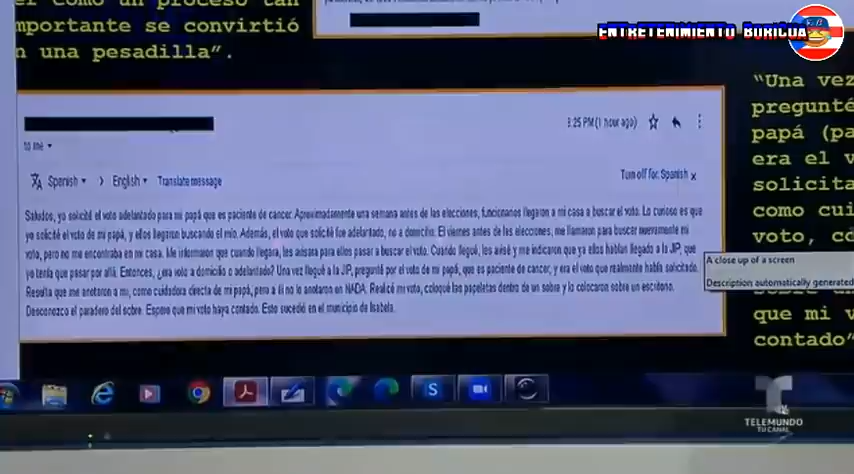 er como un proceso tan
mportante se convirtió
n una pesadilla".
ENTRETENIMIENTO BORICUA
3:25 PM (1 hour ago)
to me
Spanish > English Translate message
Turn off for: Spanish x
Saludos, yo solicité el voto adelantado para mi papá que es paciente de cancer. Aproximadamente una semana antes de las elecciones, funcionarios llegaron a mi casa a buscar el voto. Lo curioso es que
yo solicité el voto de mi papá, y ellos llegaron buscando el mío. Además, el voto que solicité fue adelantado, no a domicilio. El viernes antes de las elecciones, me llamaron para buscar nuevamente mi
voto, pero no me encontraba en mi casa. Me informaron que cuando llegara, les avisara para ellos pasar a buscar el voto. Cuando llegué, les avisé y me indicaron que ya ellos habían llegado a la JIP, que
yo tenía que pasar por allá. Entonces, ¿era voto a domicilio o adelantado? Una vez llegué a la JIP, pregunté por el voto de mi papá, que es paciente de cancer, y era el voto que realmente había solicitado.
Resulta que me anotaron a mi, como cuidadora directa de mi papá, pero a él no lo anotaron en NADA. Realicé mi voto, coloqué las papeletas dentro de un sobre y lo colocaron sobre un escritorio.
Desconozco el paradero del sobre. Espero que mi voto haya contado. Esto sucedió en el municipio de Isabela.
"Una vez
pregunté
papá (pa
era el v
solicita
como cui
voto, co
A close up of a screen
Description automatically generated
que mi v
contado"
S
TELEMUNDO
TU CANAL